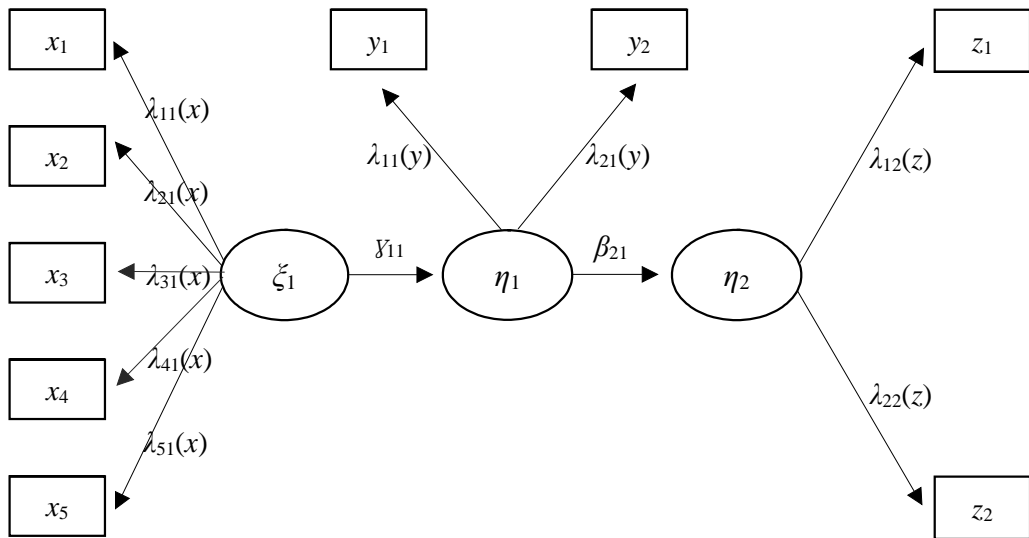 x₁
y₁
y₂
z₁
λ₁₁(x)
x₂
λ₁₁(y)
λ₂₁(y)
λ₁₂(z)
λ₂₁(x)
x₃
λ₃₁(x)
ξ₁
ɣ₁₁
η₁
β₂₁
η₂
x₄
λ₄₁(x)
λ₂₂(z)
λ₅₁(x)
x₅
z₂